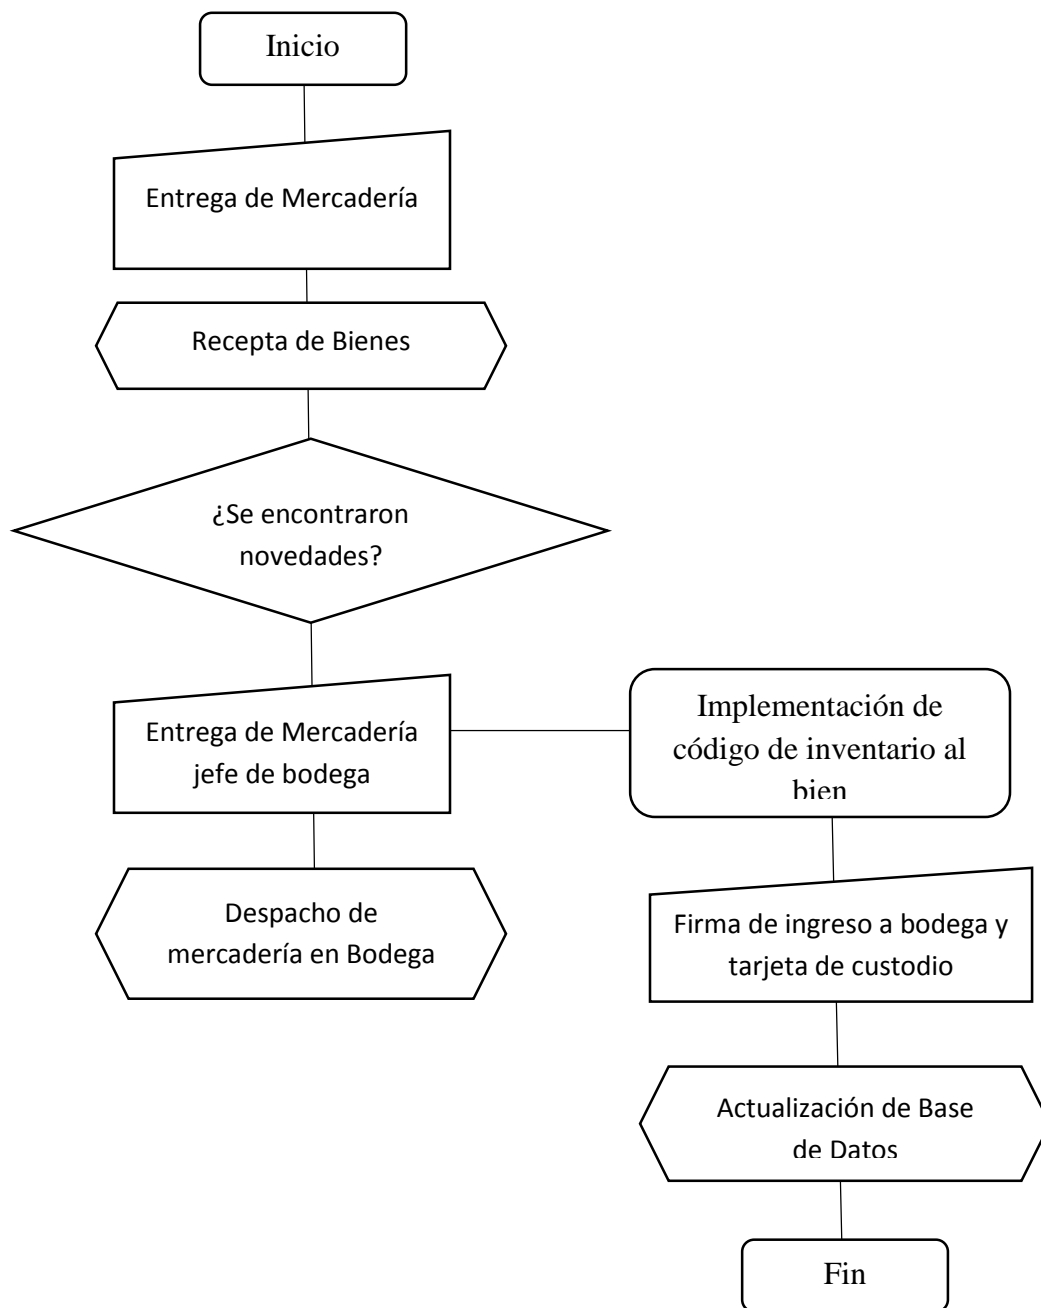 Inicio
Entrega de Mercadería
Recepta de Bienes
¿Se encontraron
novedades?
Entrega de Mercadería
jefe de bodega
Despacho de
mercadería en Bodega
Implementación de
código de inventario al
bien
Firma de ingreso a bodega y
tarjeta de custodio
Actualización de Base
de Datos
Fin